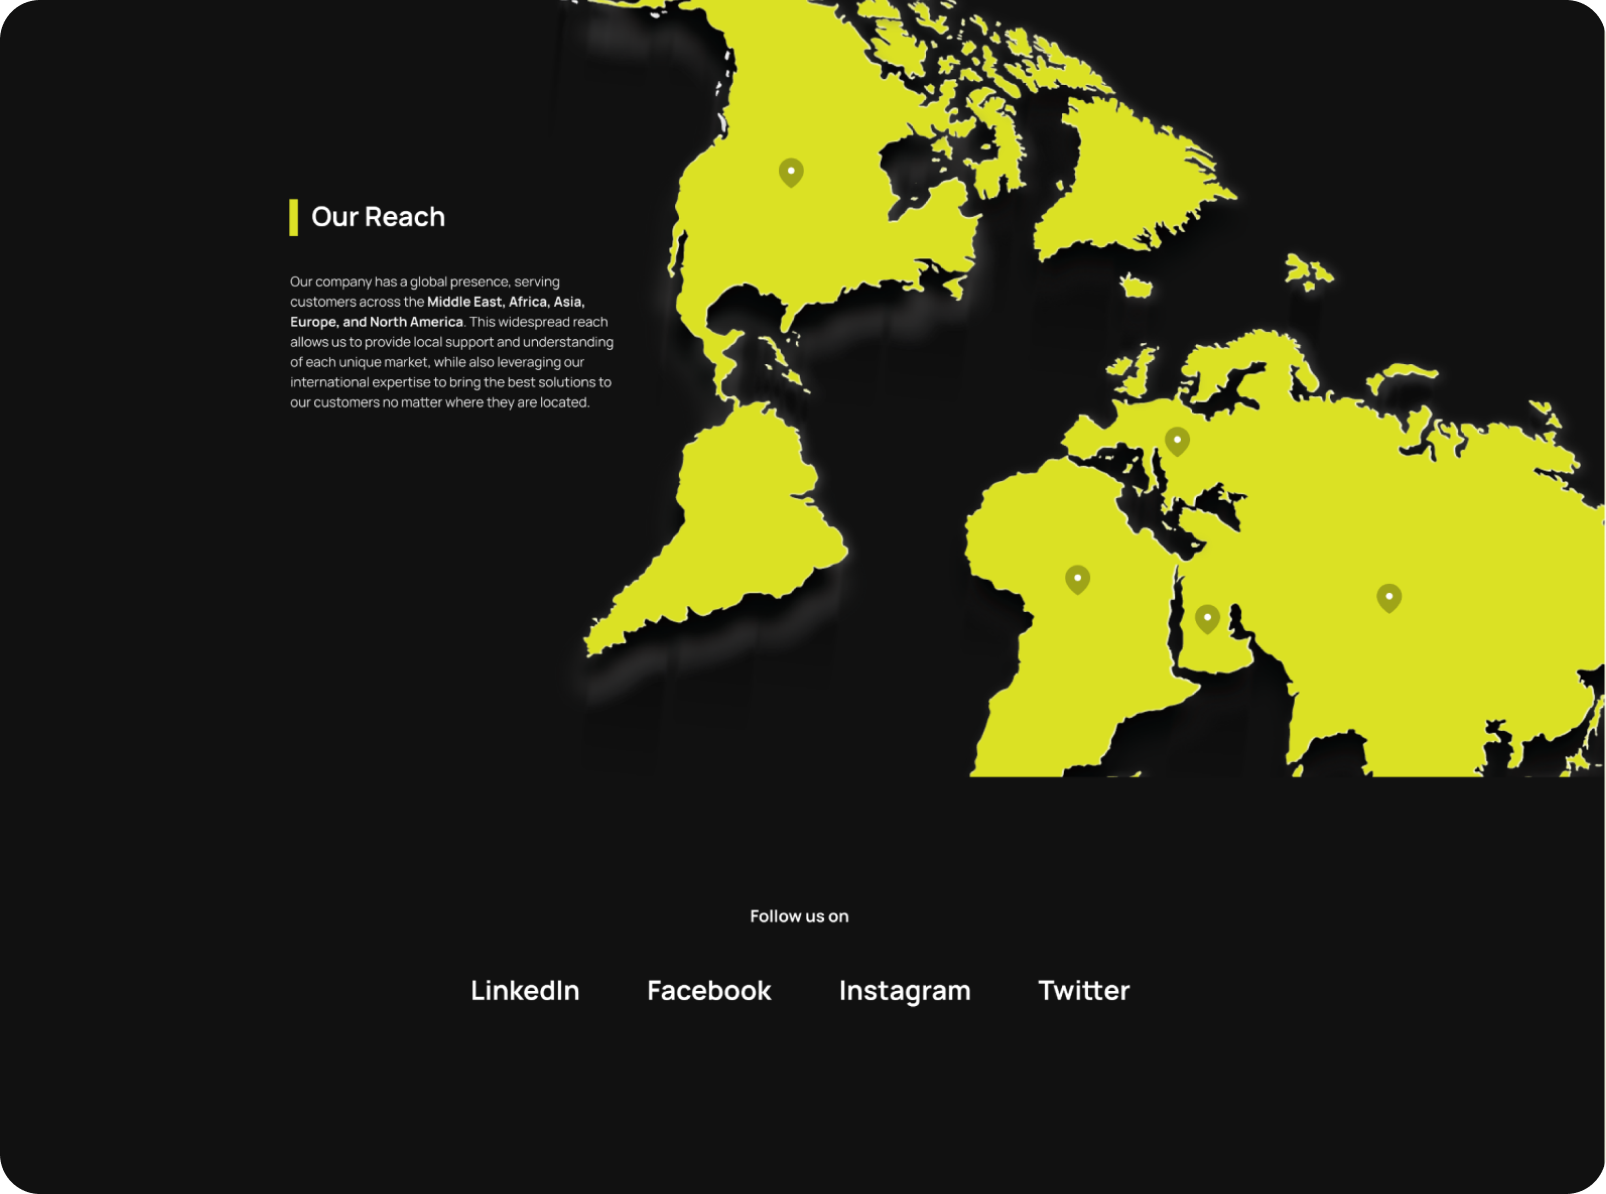 Our Reach
Our company has a global presence, serving
customers across the Middle East, Africa, Asia,
Europe, and North America. This widespread reach
allows us to provide local support and understanding
of each unique market, while also leveraging our
international expertise to bring the best solutions to
our customers no matter where they are located.
Follow us on
LinkedIn Facebook Instagram Twitter